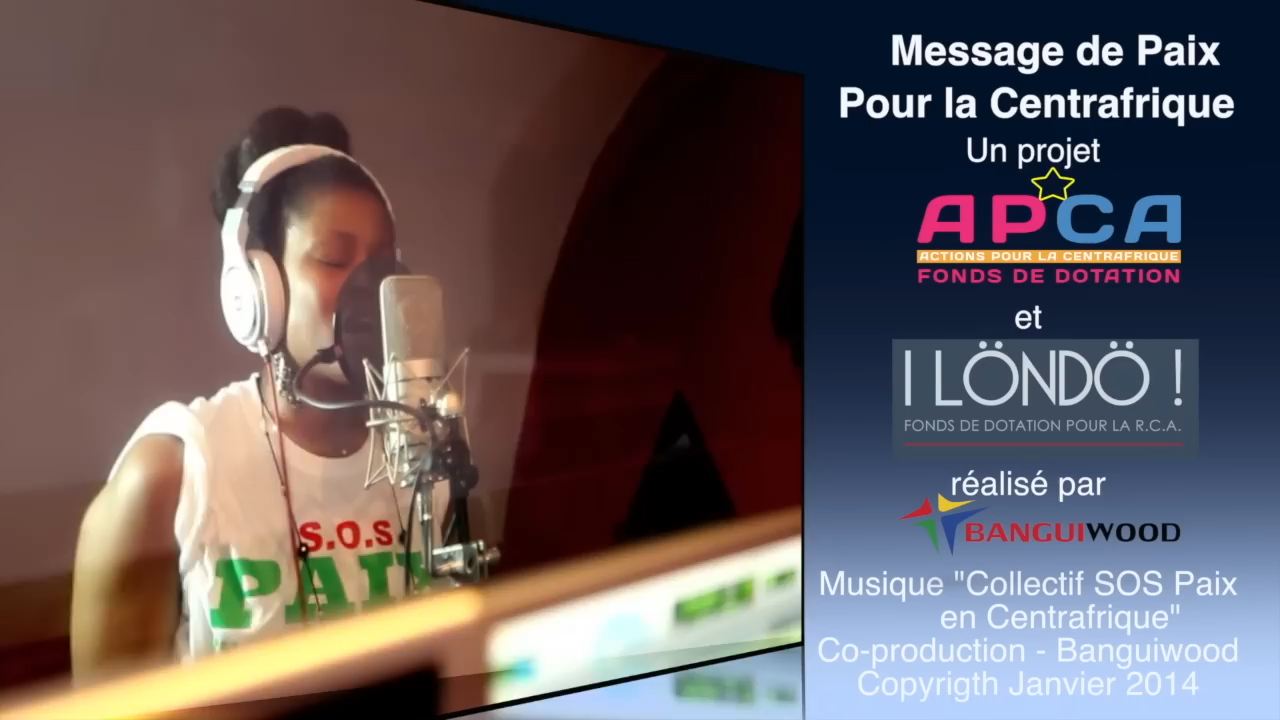 Message de Paix
Pour la Centrafrique
Un projet
APCA
ACTIONS POUR LA CENTRAFRIQUE
FONDS DE DOTATION
et
I LÖNDÖ !
FONDS DE DOTATION POUR LA R.C.A.
réalisé par
BANGUIWOOD
Musique "Collectif SOS Paix
en Centrafrique"
Co-production - Banguiwood
Copyrigth Janvier 2014
S.O.S
PAIX